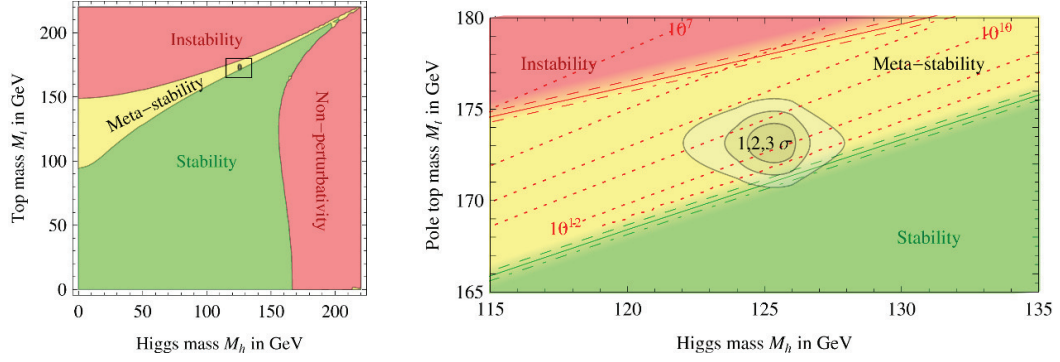 200
150
100
50
0
Top mass M_t in GeV
Instability
Meta−stability
Stability
Non−perturbativity
0 50 100 150 200
Higgs mass M_h in GeV
180
175
170
165
Pole top mass M_t in GeV
10^7
10^10
Instability
Meta−stability
1,2,3 σ
10^12
Stability
115 120 125 130 135
Higgs mass M_h in GeV